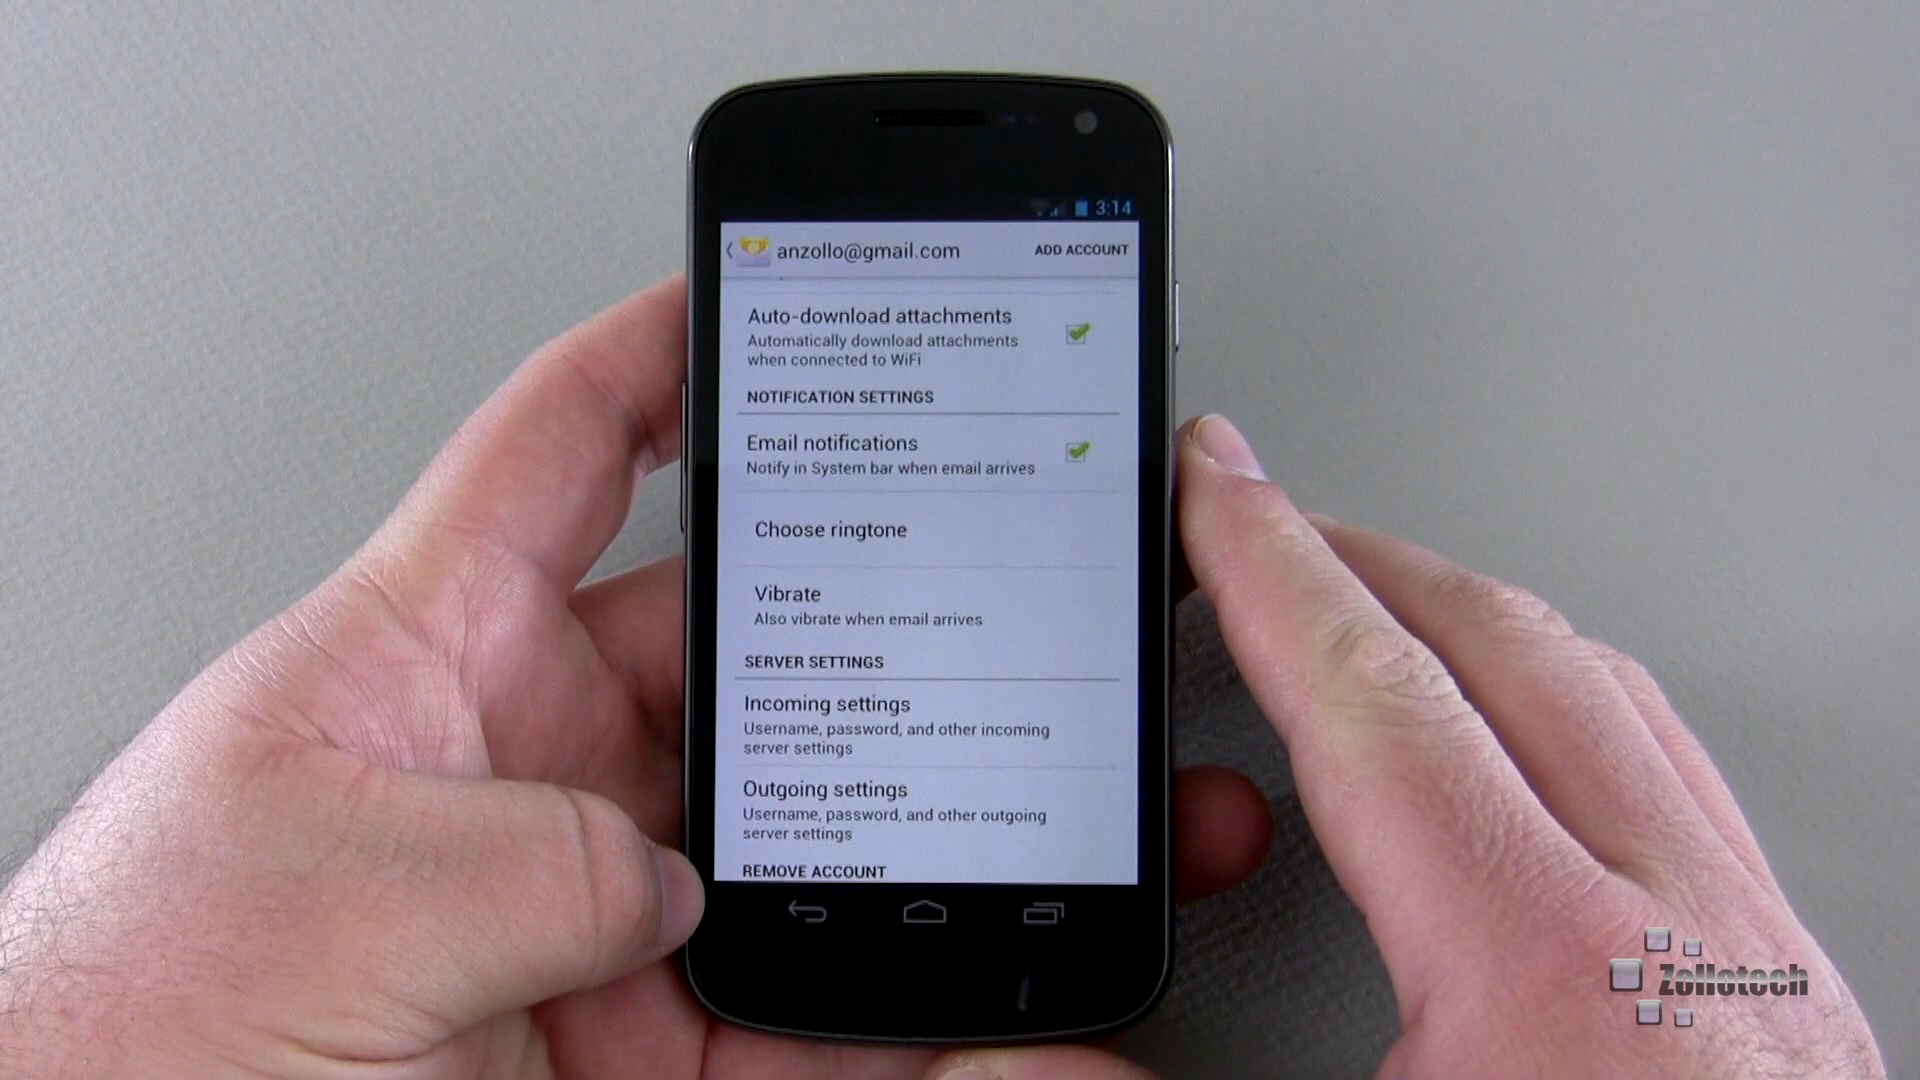 3:14
anzollo@gmail.com
ADD ACCOUNT
Auto-download attachments
Automatically download attachments
when connected to WiFi
NOTIFICATION SETTINGS
Email notifications
Notify in System bar when email arrives
Choose ringtone
Vibrate
Also vibrate when email arrives
SERVER SETTINGS
Incoming settings
Username, password, and other incoming
server settings
Outgoing settings
Username, password, and other outgoing
server settings
REMOVE ACCOUNT
Zollotech